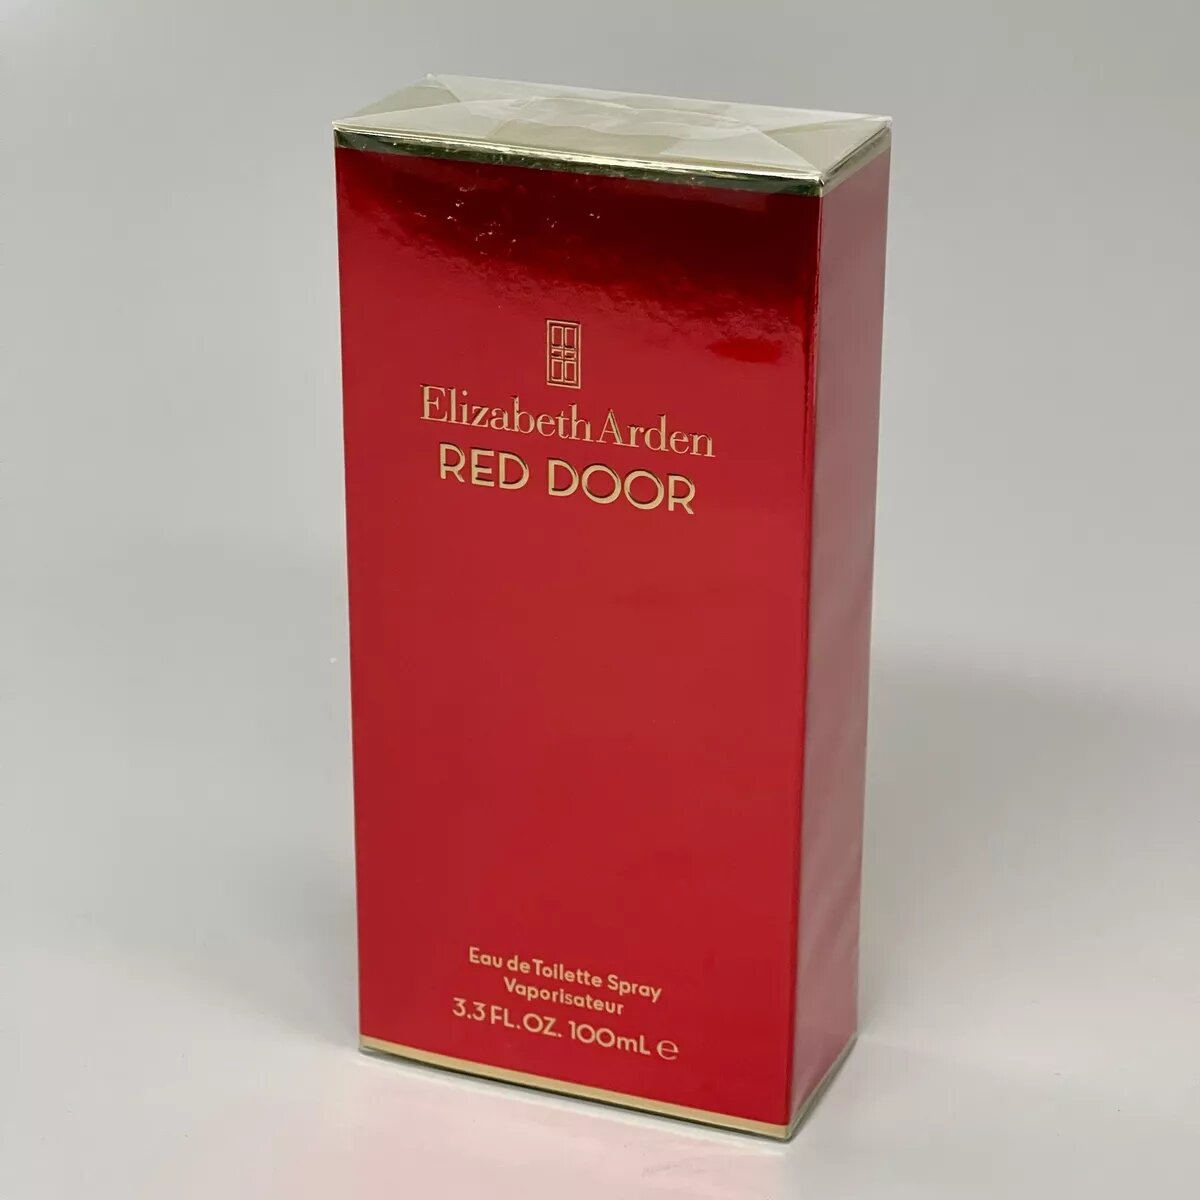 Elizabeth Arden
RED DOOR
Eau de Toilette Spray
Vaporisateur
3.3 FL.OZ. 100mL ℮